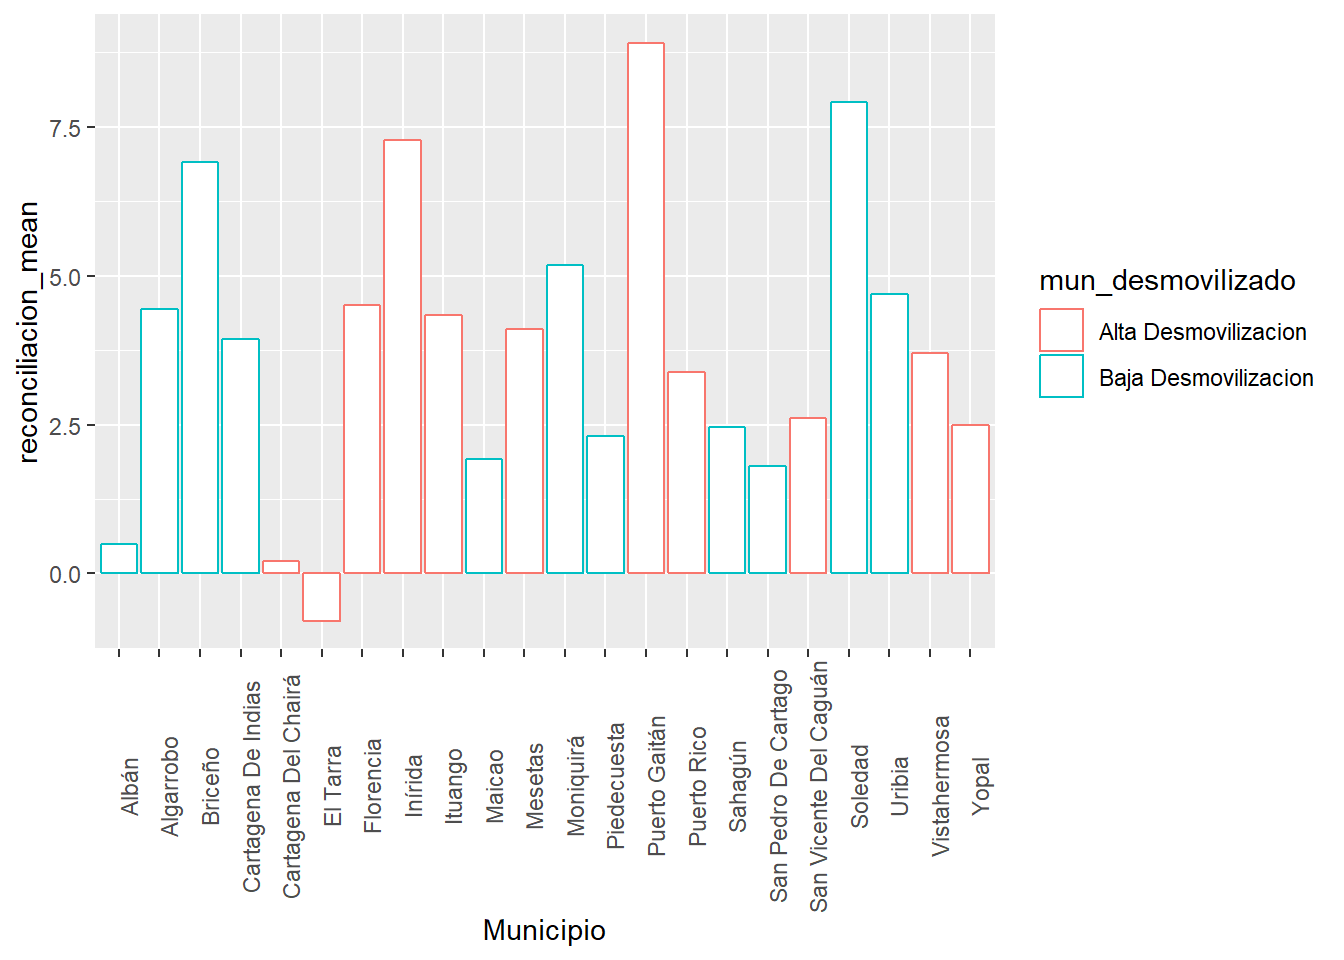 reconciliacion_mean
7.5
5.0
2.5
0.0
Albán
Algarrobo
Briceño
Cartagena De Indias
Cartagena Del Chairá
El Tarra
Florencia
Inírida
Ituango
Maicao
Mesetas
Moniquirá
Piedecuesta
Puerto Gaitán
Puerto Rico
Sahagún
San Pedro De Cartago
San Vicente Del Caguán
Soledad
Uribia
Vistahermosa
Yopal
Municipio
mun_desmovilizado
Alta Desmovilizacion
Baja Desmovilizacion